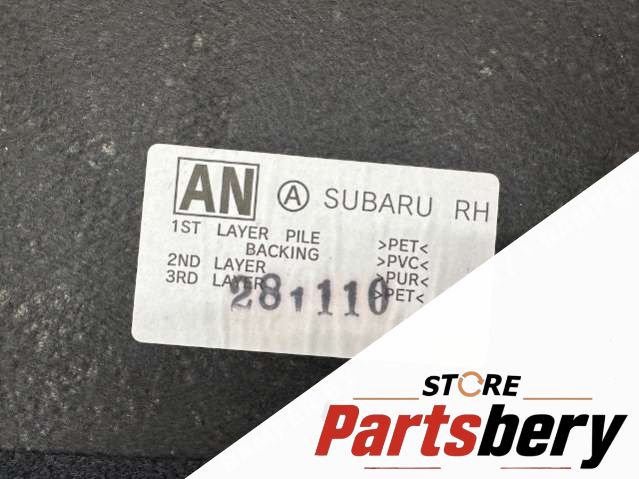 AN Ⓐ SUBARU RH
1ST LAYER PILE >PET<
BACKING >PVC<
2ND LAYER >PUR<
3RD LAYER >PET<
281110
STORE
Partsbery